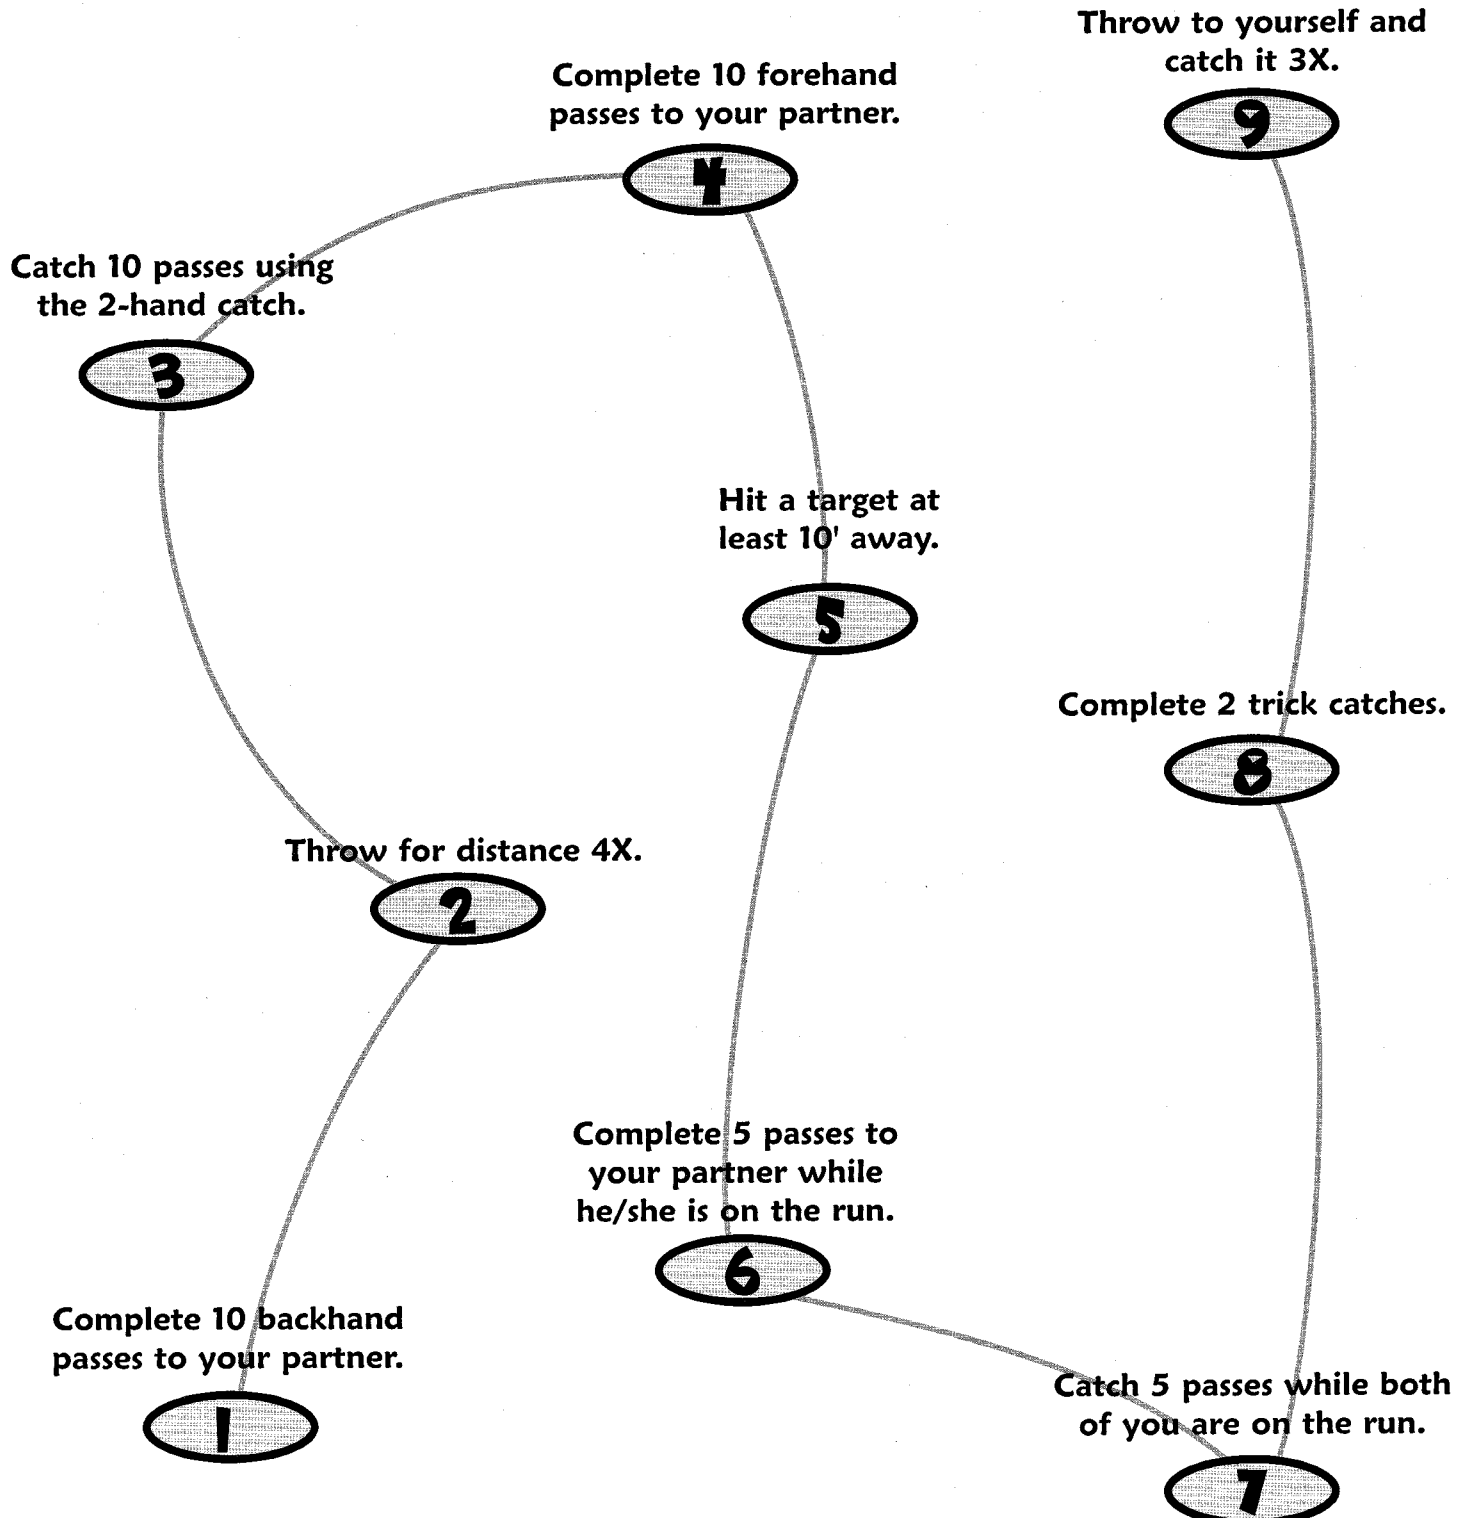 Throw to yourself and
catch it 3X.
9
Complete 10 forehand
passes to your partner.
4
Catch 10 passes using
the 2-hand catch.
3
Hit a target at
least 10' away.
5
Complete 2 trick catches.
8
Throw for distance 4X.
2
Complete 5 passes to
your partner while
he/she is on the run.
6
Complete 10 backhand
passes to your partner.
1
Catch 5 passes while both
of you are on the run.
7